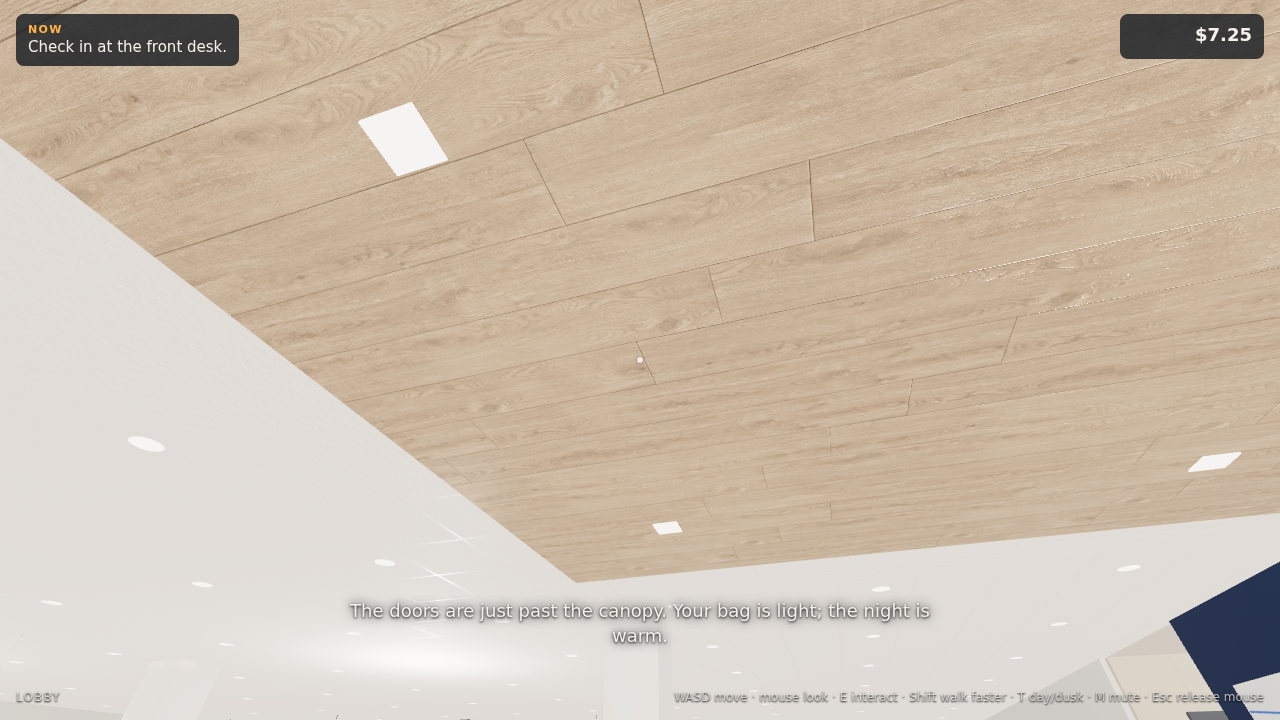 NOW
Check in at the front desk.
$7.25
The doors are just past the canopy. Your bag is light; the night is
warm.
LOBBY
WASD move · mouse look · E interact · Shift walk faster · T day/dusk · M mute · Esc release mouse